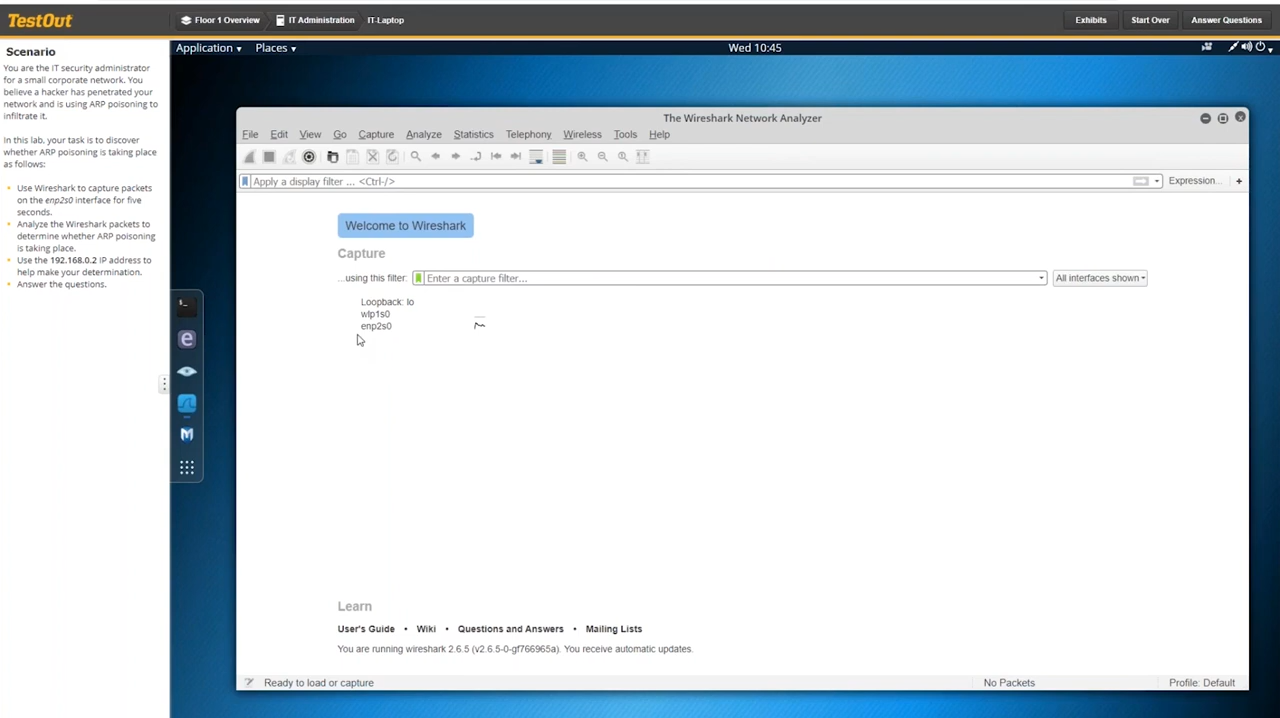 TestOut
Floor 1 Overview
IT Administration
IT-Laptop
Exhibits
Start Over
Answer Questions
Scenario
You are the IT security administrator
for a small corporate network. You
believe a hacker has penetrated your
network and is using ARP poisoning to
infiltrate it.
In this lab, your task is to discover
whether ARP poisoning is taking place
as follows:
Use Wireshark to capture packets
on the enp2s0 interface for five
seconds.
Analyze the Wireshark packets to
determine whether ARP poisoning
is taking place.
Use the 192.168.0.2 IP address to
help make your determination.
Answer the questions.
Application
Places
Wed 10:45
The Wireshark Network Analyzer
File Edit View Go Capture Analyze Statistics Telephony Wireless Tools Help
Apply a display filter ... <Ctrl-/>
Expression...
+
Welcome to Wireshark
Capture
...using this filter:
Enter a capture filter...
All interfaces shown
Loopback: lo
wlp1s0
enp2s0
Learn
User's Guide • Wiki • Questions and Answers • Mailing Lists
You are running wireshark 2.6.5 (v2.6.5-0-gf766965a). You receive automatic updates.
Ready to load or capture
No Packets
Profile: Default